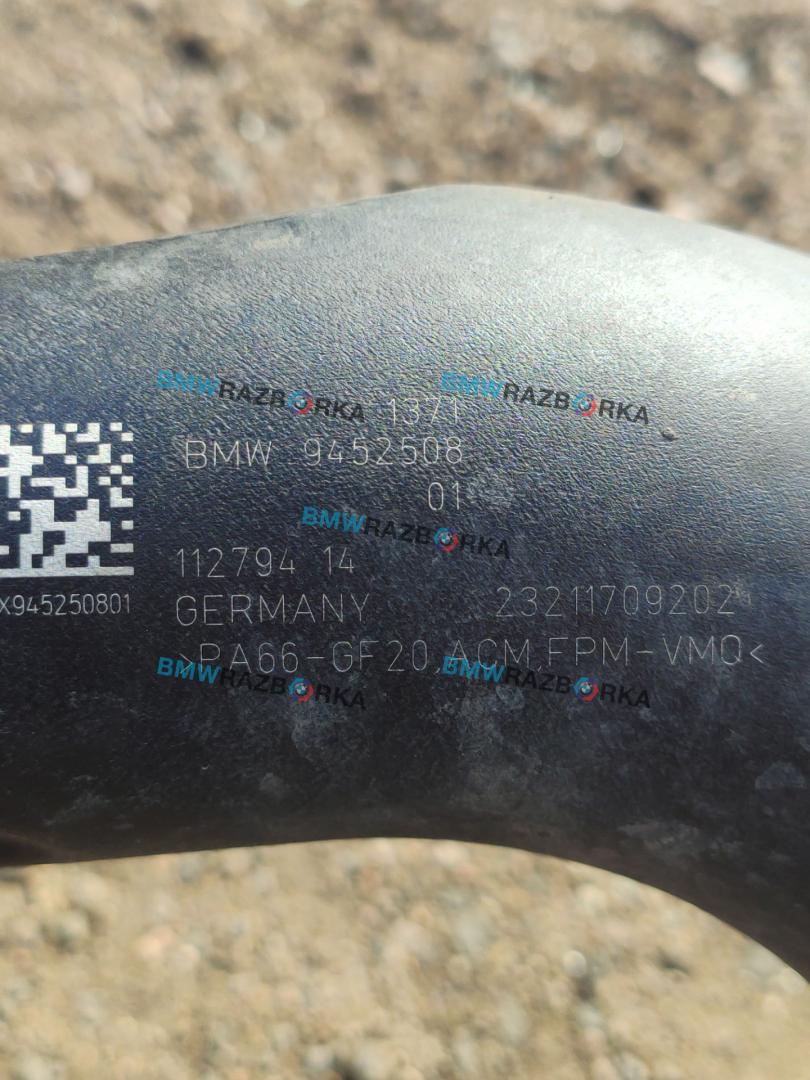 BMWRAZBORKA BMWRAZBORKA
1371
BMW 9452508
01
BMWRAZBORKA
112794 14
X945250801
GERMANY 23211709202
>PA66-GF20,ACM,FPM-VMQ<
BMWRAZBORKA BMWRAZBORKA